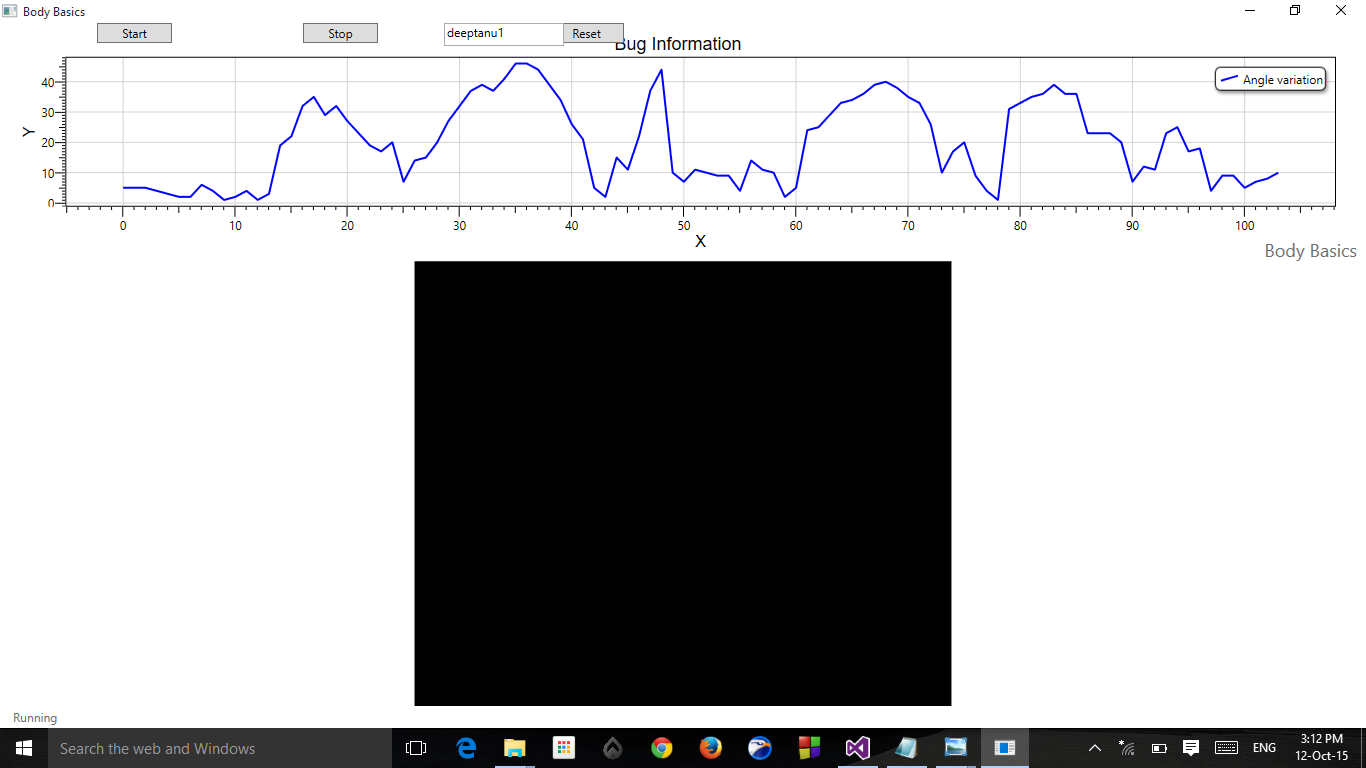 Body Basics
Start Stop deeptanu1 Reset
Bug Information
Angle variation
Y
40
30
20
10
0
0 10 20 30 40 50 60 70 80 90 100
X
Body Basics
Running
Search the web and Windows
ENG
3:12 PM
12-Oct-15